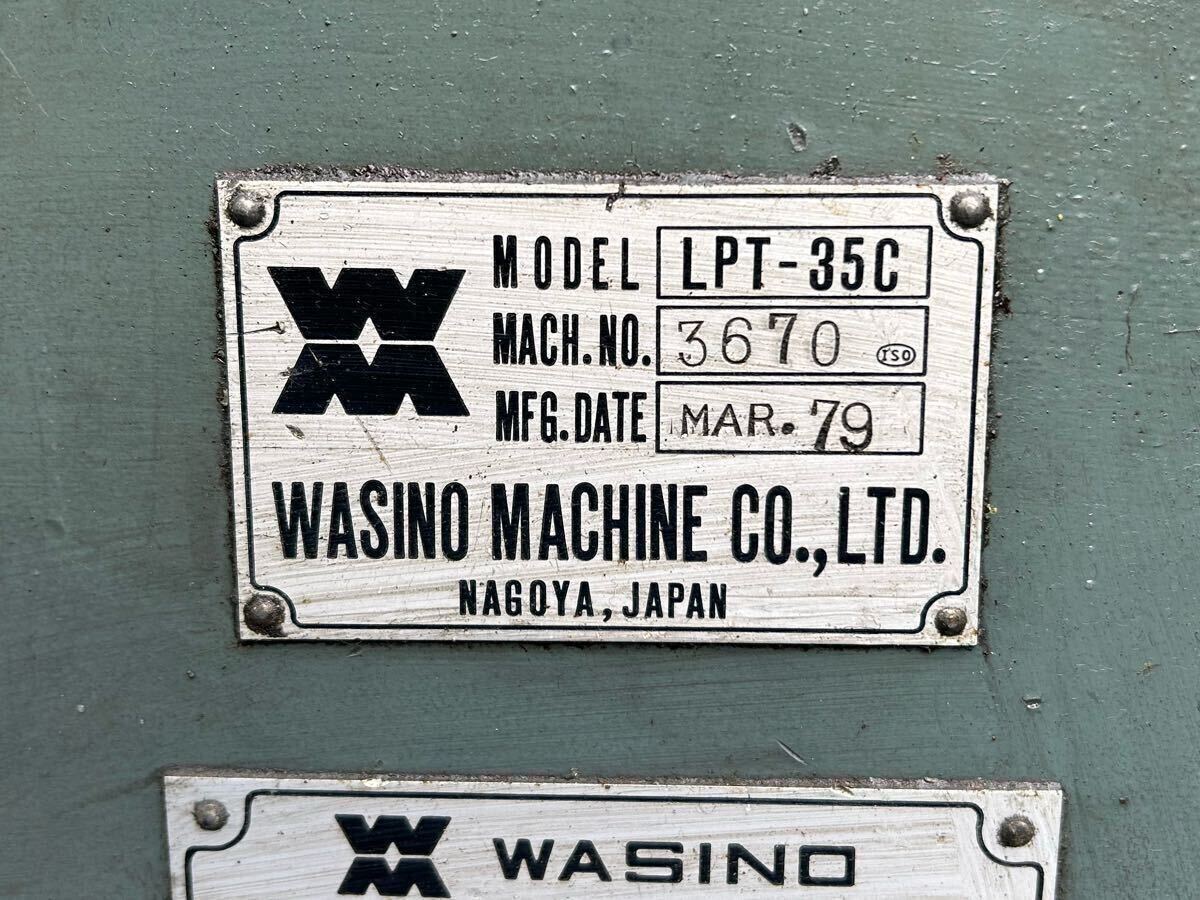 MODEL LPT-35C
MACH.NO. 3670 ISO
MFG.DATE MAR.79
WASINO MACHINE CO.,LTD.
NAGOYA, JAPAN
WASINO